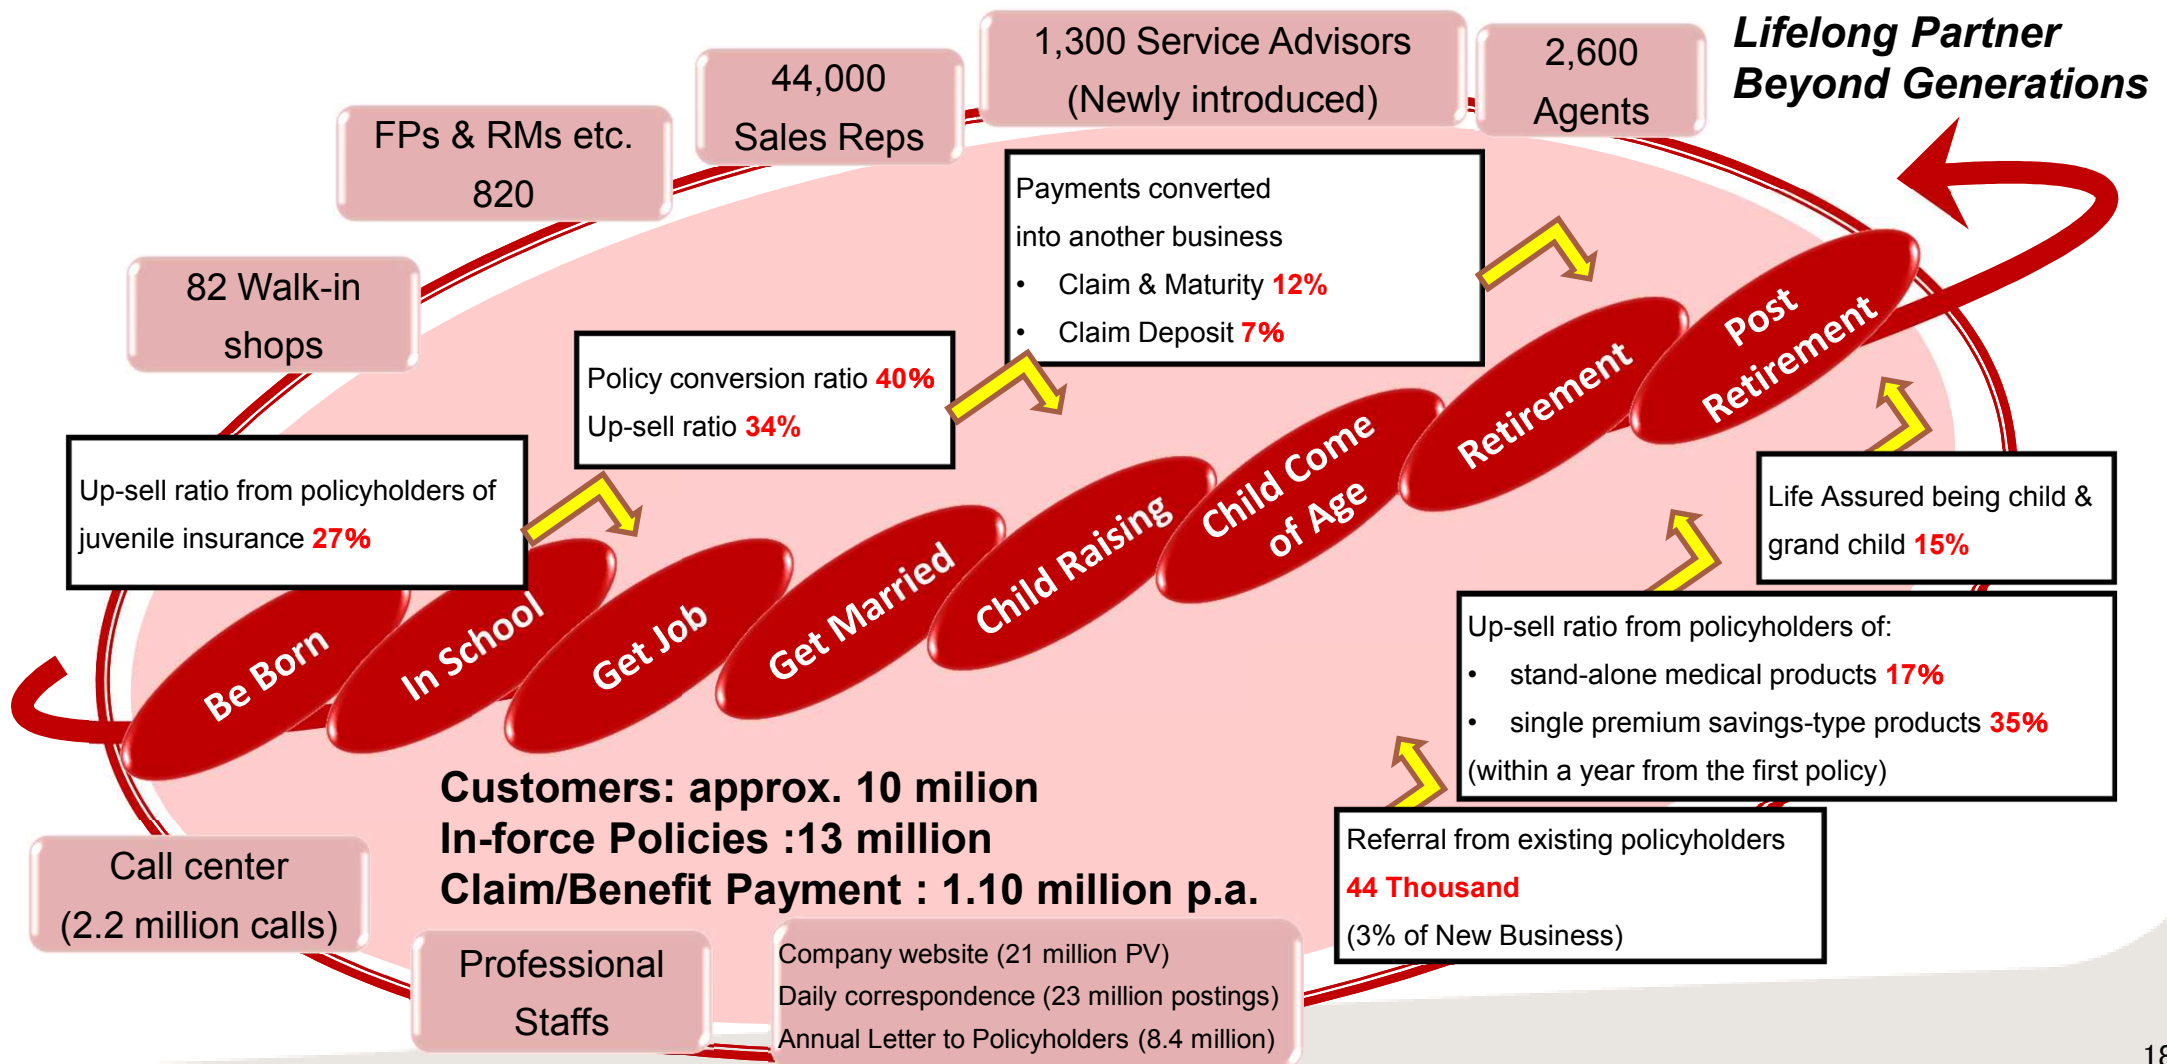 Lifelong Partner
Beyond Generations
1,300 Service Advisors
(Newly introduced)
2,600
Agents
44,000
Sales Reps
FPs & RMs etc.
820
82 Walk-in
shops
Payments converted
into another business
• Claim & Maturity 12%
• Claim Deposit 7%
Policy conversion ratio 40%
Up-sell ratio 34%
Up-sell ratio from policyholders of
juvenile insurance 27%
Be Born
In School
Get Job
Get Married
Child Raising
Child Come
of Age
Retirement
Post
Retirement
Life Assured being child &
grand child 15%
Up-sell ratio from policyholders of:
• stand-alone medical products 17%
• single premium savings-type products 35%
(within a year from the first policy)
Referral from existing policyholders
44 Thousand
(3% of New Business)
Customers: approx. 10 milion
In-force Policies :13 million
Claim/Benefit Payment : 1.10 million p.a.
Call center
(2.2 million calls)
Professional
Staffs
Company website (21 million PV)
Daily correspondence (23 million postings)
Annual Letter to Policyholders (8.4 million)
18